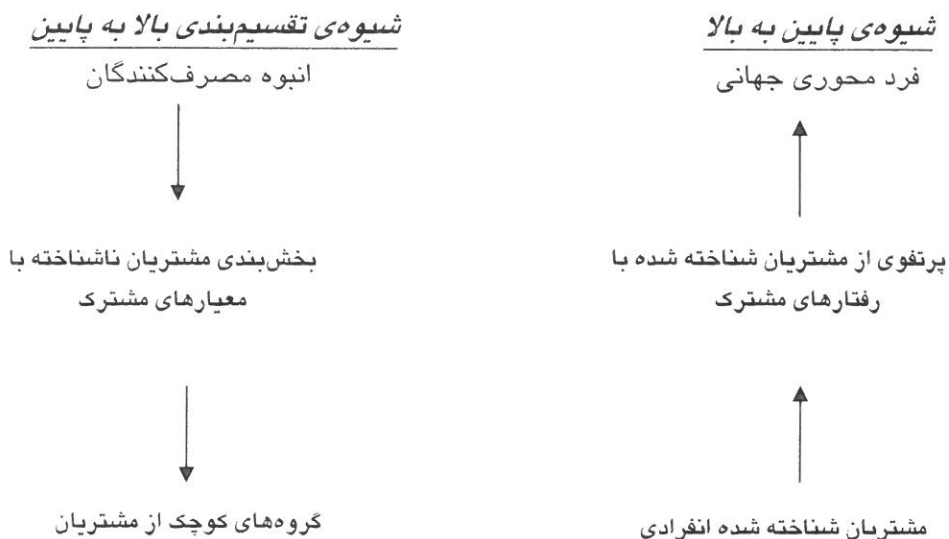 شیوه‌ی پایین به بالا
فرد محوری جهانی
پرتفوی از مشتریان شناخته شده با
رفتارهای مشترک
مشتریان شناخته شده انفرادی
شیوه‌ی تقسیم‌بندی بالا به پایین
انبوه مصرف‌کنندگان
بخش‌بندی مشتریان ناشناخته با
معیارهای مشترک
گروه‌های کوچک از مشتریان